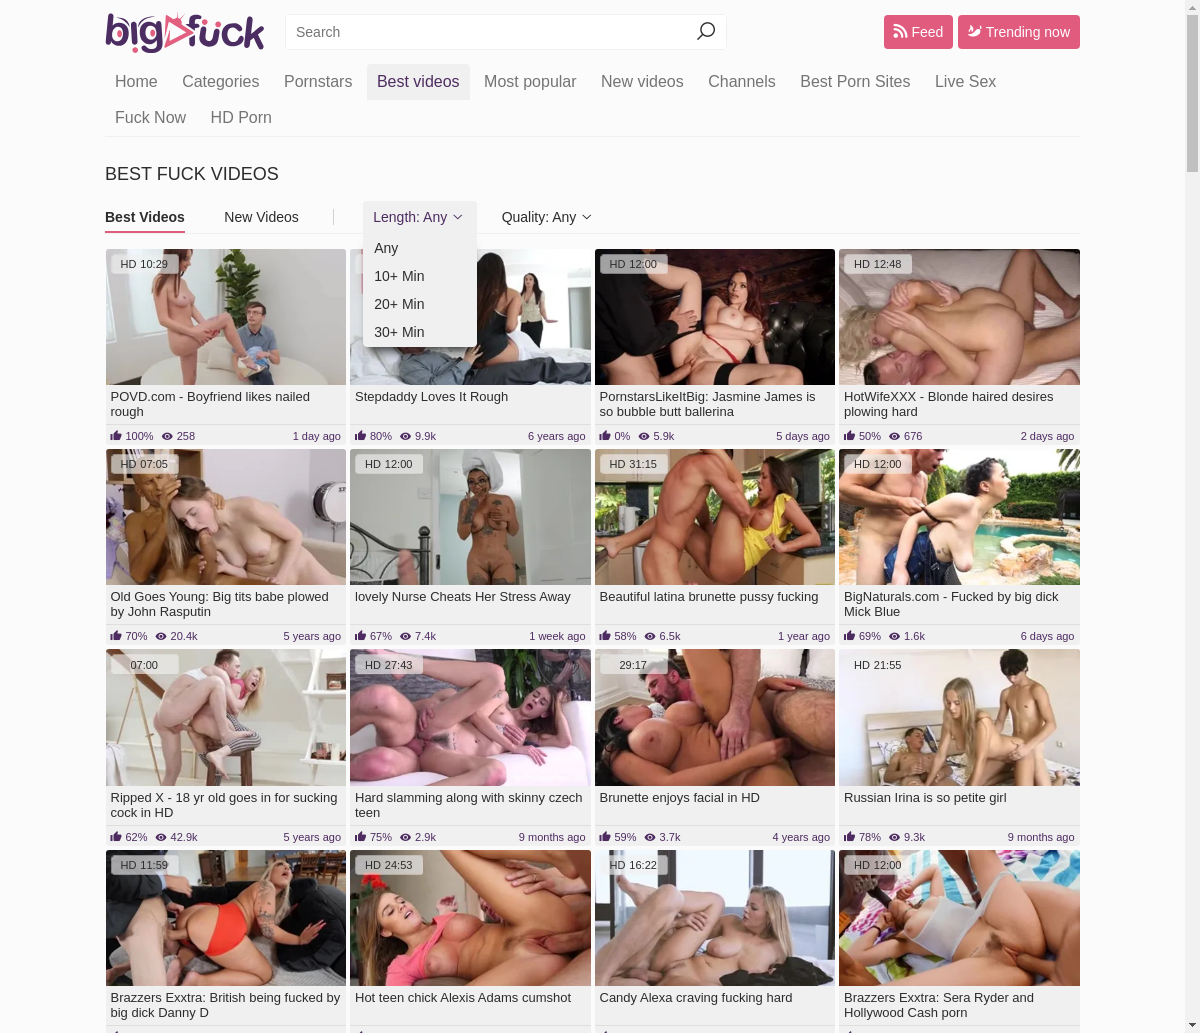 bigfuck
Search
Feed
Trending now
Home Categories Pornstars Best videos Most popular New videos Channels Best Porn Sites Live Sex
Fuck Now HD Porn
BEST FUCK VIDEOS
Best Videos New Videos Length: Any Quality: Any
Any
10+ Min
20+ Min
30+ Min
HD 10:29
POVD.com - Boyfriend likes nailed
rough
100% 258 1 day ago
Stepdaddy Loves It Rough
80% 9.9k 6 years ago
HD 12:00
PornstarsLikeItBig: Jasmine James is
so bubble butt ballerina
0% 5.9k 5 days ago
HD 12:48
HotWifeXXX - Blonde haired desires
plowing hard
50% 676 2 days ago
HD 07:05
Old Goes Young: Big tits babe plowed
by John Rasputin
70% 20.4k 5 years ago
HD 12:00
lovely Nurse Cheats Her Stress Away
67% 7.4k 1 week ago
HD 31:15
Beautiful latina brunette pussy fucking
58% 6.5k 1 year ago
HD 12:00
BigNaturals.com - Fucked by big dick
Mick Blue
69% 1.6k 6 days ago
07:00
Ripped X - 18 yr old goes in for sucking
cock in HD
62% 42.9k 5 years ago
HD 27:43
Hard slamming along with skinny czech
teen
75% 2.9k 9 months ago
29:17
Brunette enjoys facial in HD
59% 3.7k 4 years ago
HD 21:55
Russian Irina is so petite girl
78% 9.3k 9 months ago
HD 11:59
Brazzers Exxtra: British being fucked by
big dick Danny D
HD 24:53
Hot teen chick Alexis Adams cumshot
HD 16:22
Candy Alexa craving fucking hard
HD 12:00
Brazzers Exxtra: Sera Ryder and
Hollywood Cash porn